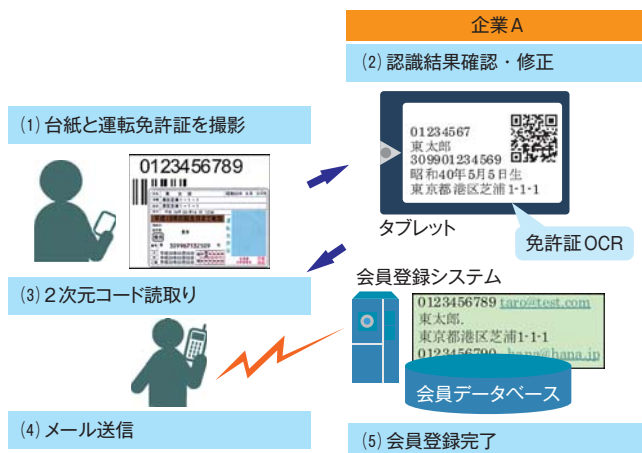 企業A
(2) 認識結果確認・修正
(1) 台紙と運転免許証を撮影
0123456789
309967132509
01234567
東太郎
309901234569
昭和40年5月5日生
東京都港区芝浦1-1-1
タブレット
免許証OCR
(3) 2次元コード読取り
会員登録システム
0123456789 taro@test.com
東太郎.
東京都港区芝浦1-1-1
0123456790 hana@hana.jp
会員データベース
(4) メール送信
(5) 会員登録完了